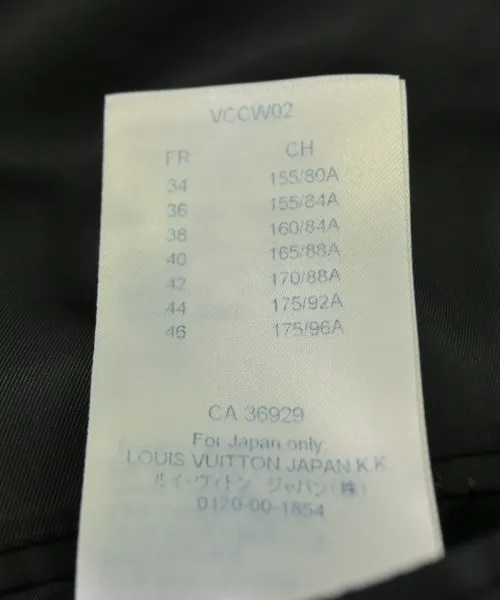 VCCW02
FR CH
34 155/80A
36 155/84A
38 160/84A
40 165/88A
42 170/88A
44 175/92A
46 175/96A
CA 36929
For Japan only:
LOUIS VUITTON JAPAN K.K.
ルイ・ヴィトン ジャパン(株)
0120-00-1854